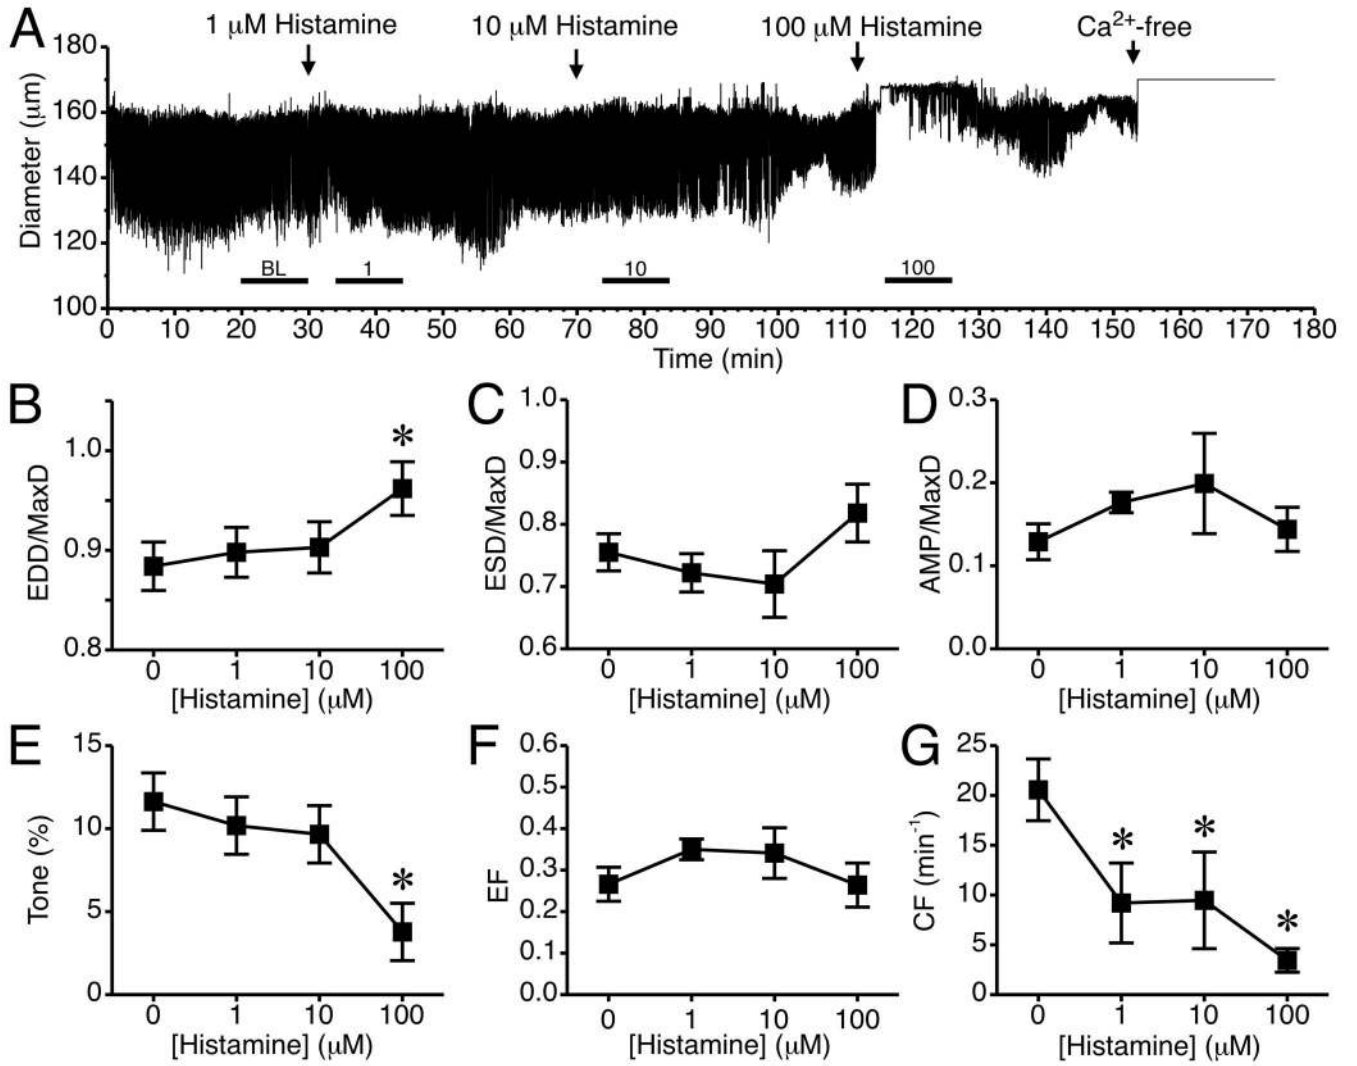 A
1 µM Histamine
10 µM Histamine
100 µM Histamine
Ca²⁺-free
Diameter (µm)
180
160
140
120
100
BL
1
10
100
0 10 20 30 40 50 60 70 80 90 100 110 120 130 140 150 160 170 180
Time (min)
B
EDD/MaxD
1.0
0.9
0.8
*
0 1 10 100
[Histamine] (µM)
C
ESD/MaxD
1.0
0.9
0.8
0.7
0.6
0 1 10 100
[Histamine] (µM)
D
AMP/MaxD
0.3
0.2
0.1
0.0
0 1 10 100
[Histamine] (µM)
E
Tone (%)
15
10
5
0
*
0 1 10 100
[Histamine] (µM)
F
EF
0.6
0.5
0.4
0.3
0.2
0.1
0.0
0 1 10 100
[Histamine] (µM)
G
CF (min⁻¹)
25
20
15
10
5
0
* * *
0 1 10 100
[Histamine] (µM)